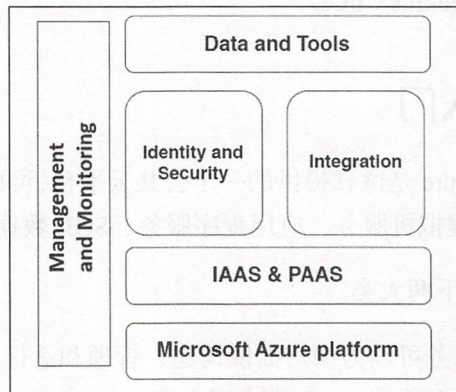 Management
and Monitoring
Data and Tools
Identity and
Security
Integration
IAAS & PAAS
Microsoft Azure platform